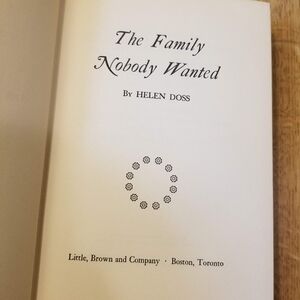 The Family
Nobody Wanted
By HELEN DOSS
Little, Brown and Company · Boston, Toronto